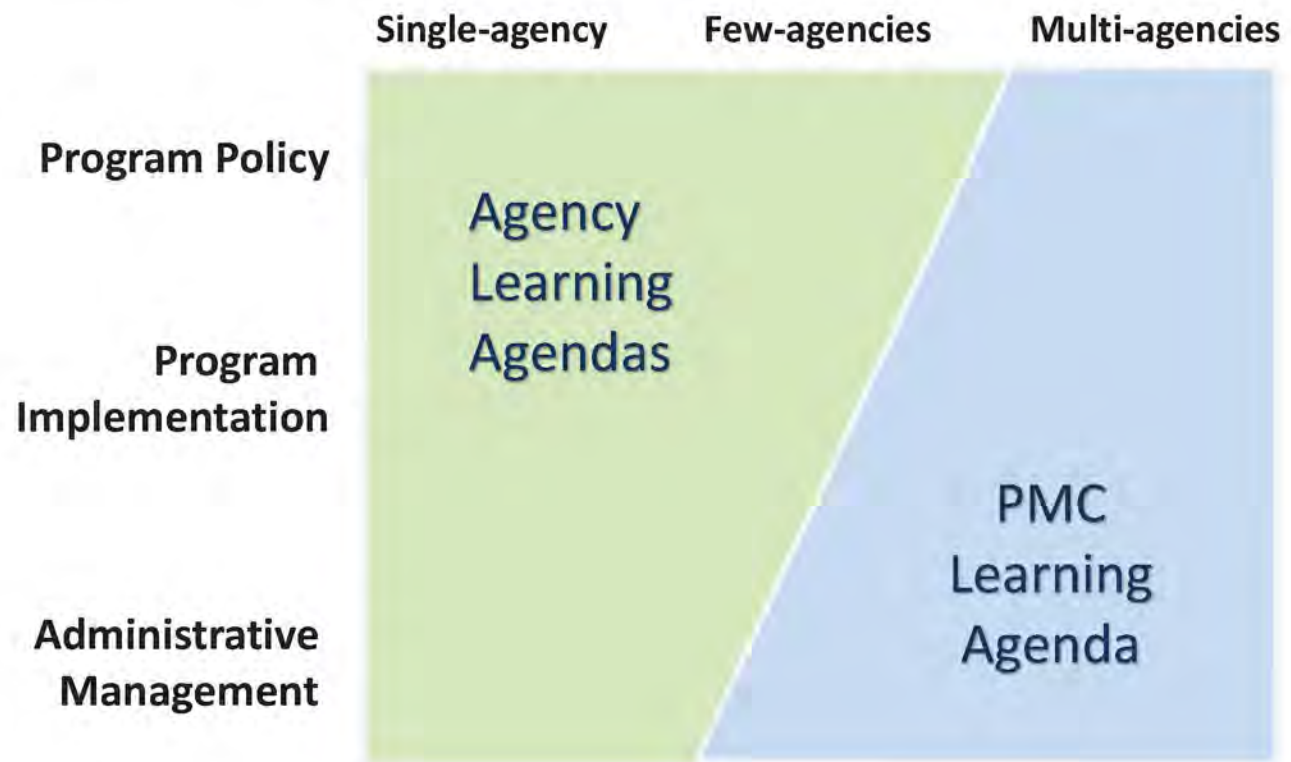 Single-agency Few-agencies Multi-agencies
Program Policy
Agency
Learning
Agendas
Program
Implementation
PMC
Learning
Agenda
Administrative
Management